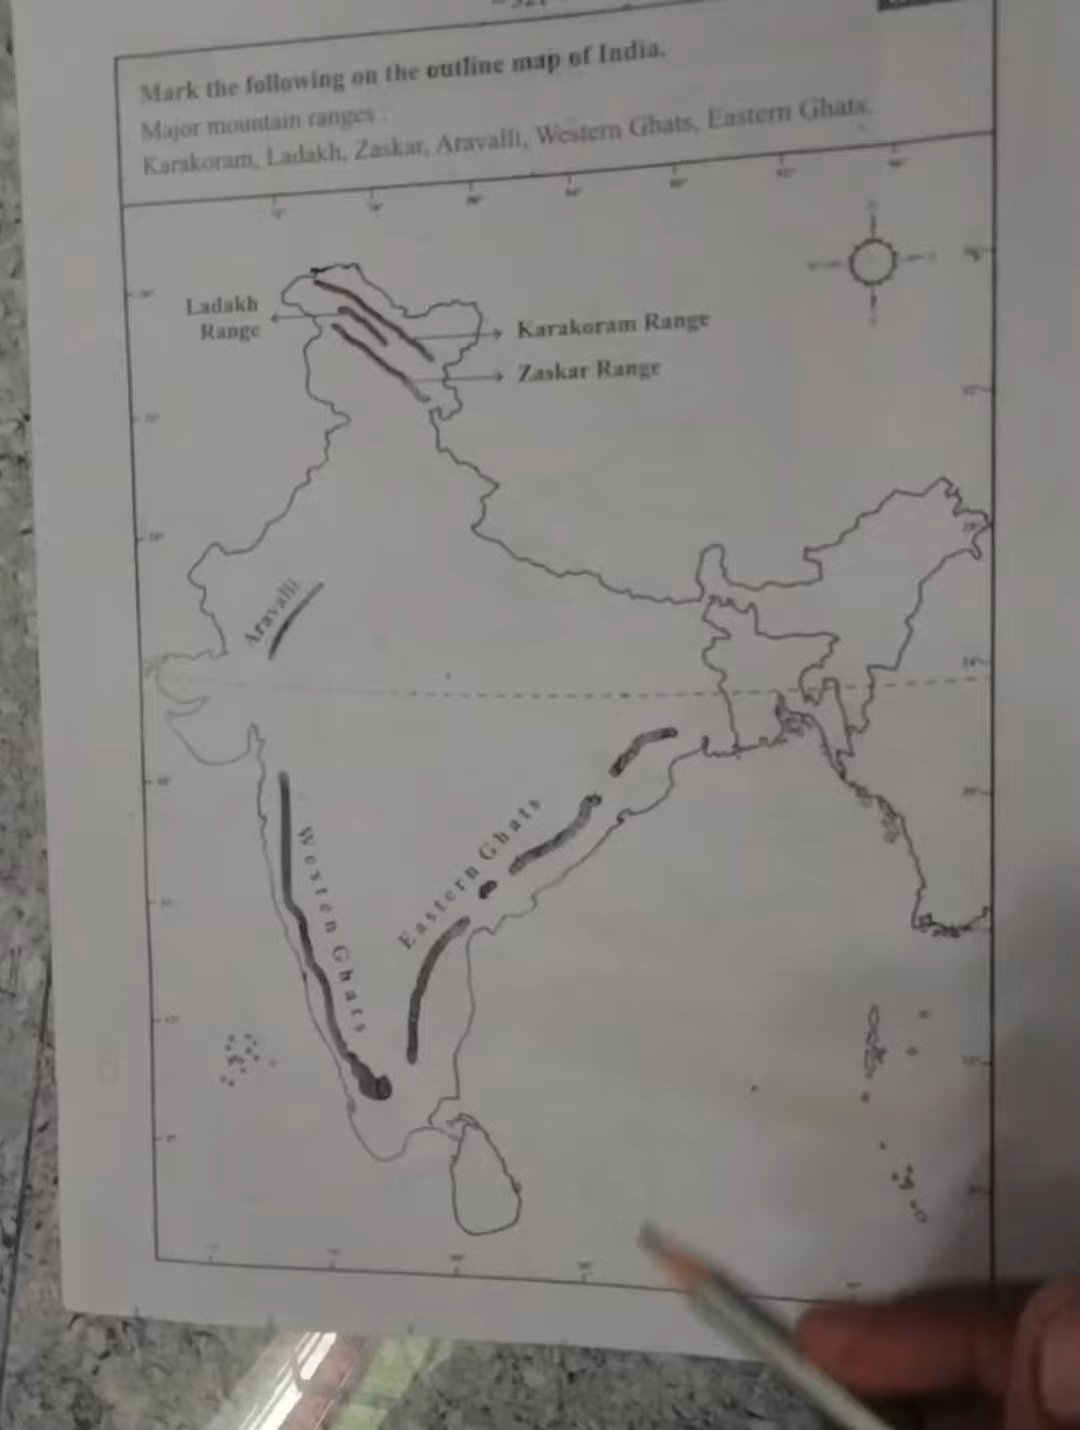 Mark the following on the outline map of India.
Major mountain ranges :
Karakoram, Ladakh, Zaskar, Aravalli, Western Ghats, Eastern Ghats.
Ladakh
Range
Karakoram Range
Zaskar Range
Aravalli
Westen Ghats
Eastern Ghats